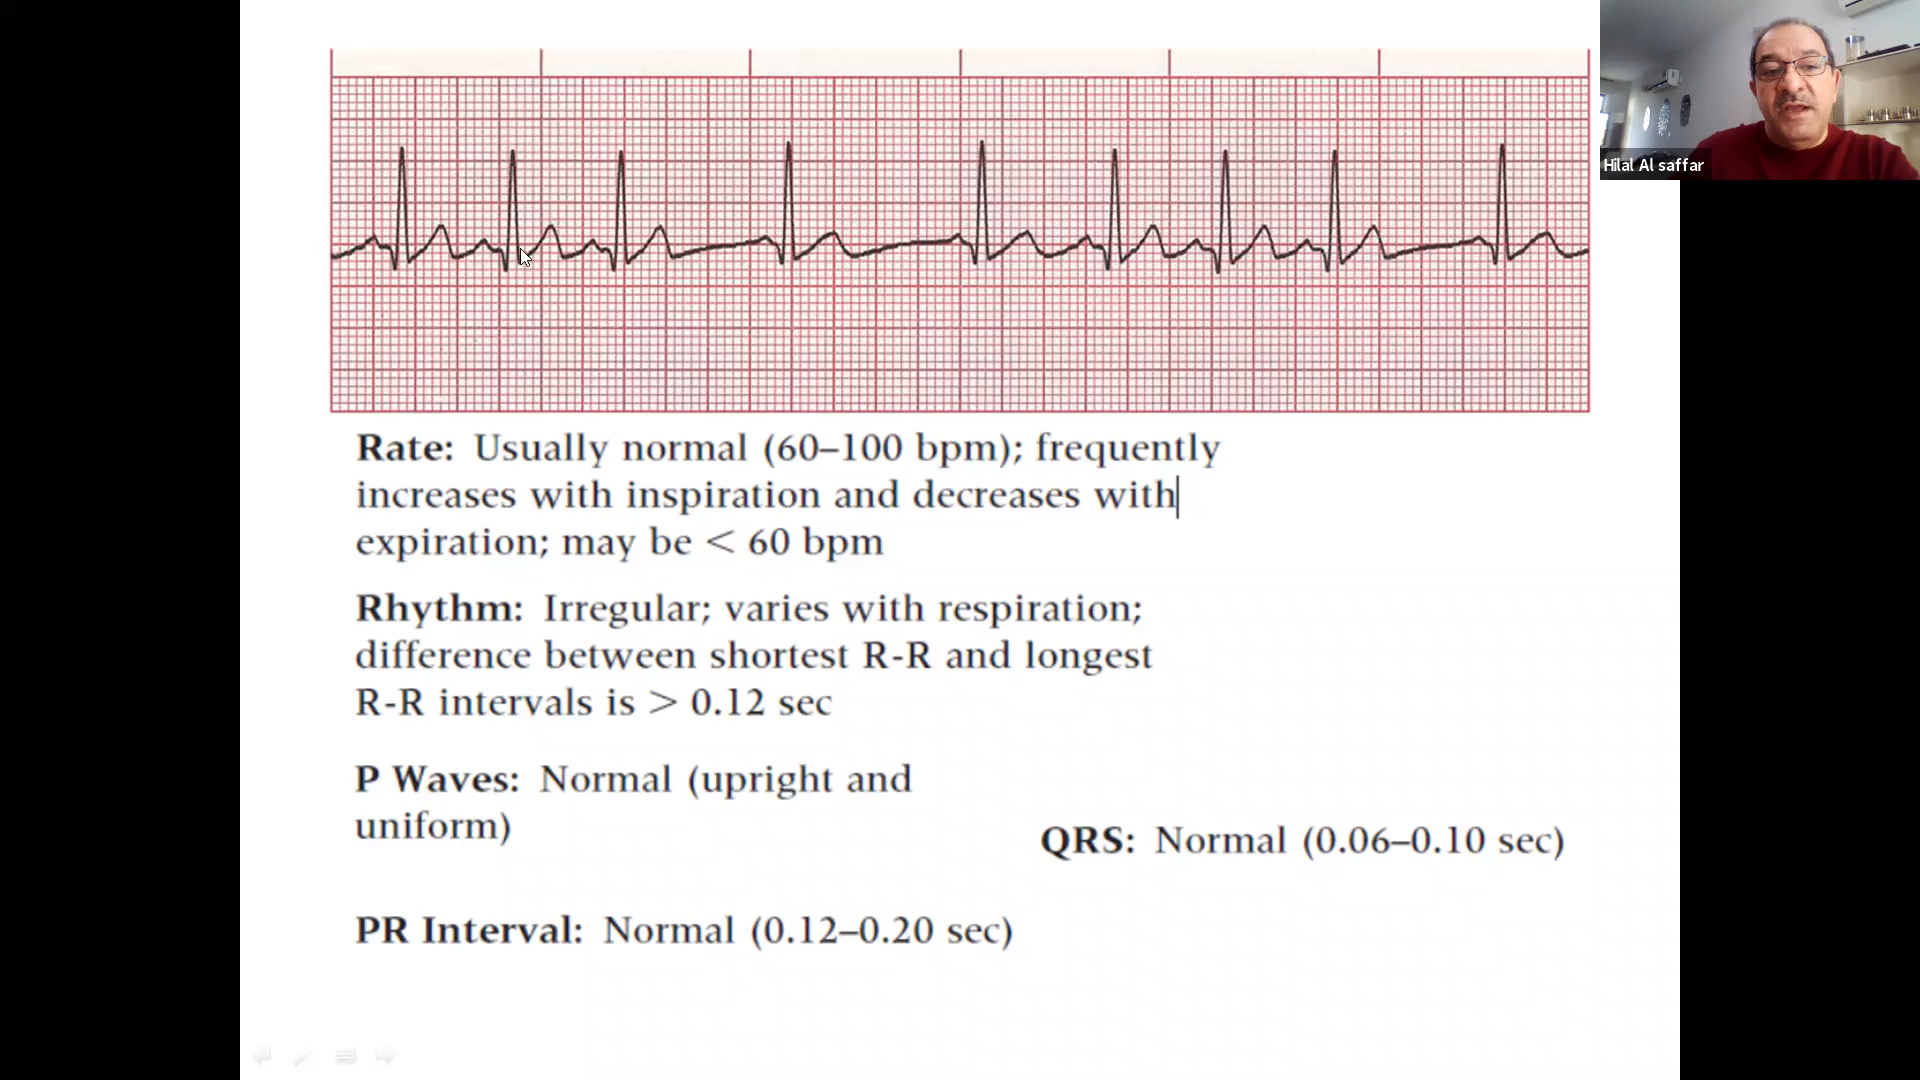 Hilal Al saffar
Rate: Usually normal (60–100 bpm); frequently
increases with inspiration and decreases with
expiration; may be < 60 bpm
Rhythm: Irregular; varies with respiration;
difference between shortest R-R and longest
R-R intervals is > 0.12 sec
P Waves: Normal (upright and
uniform)
QRS: Normal (0.06–0.10 sec)
PR Interval: Normal (0.12–0.20 sec)